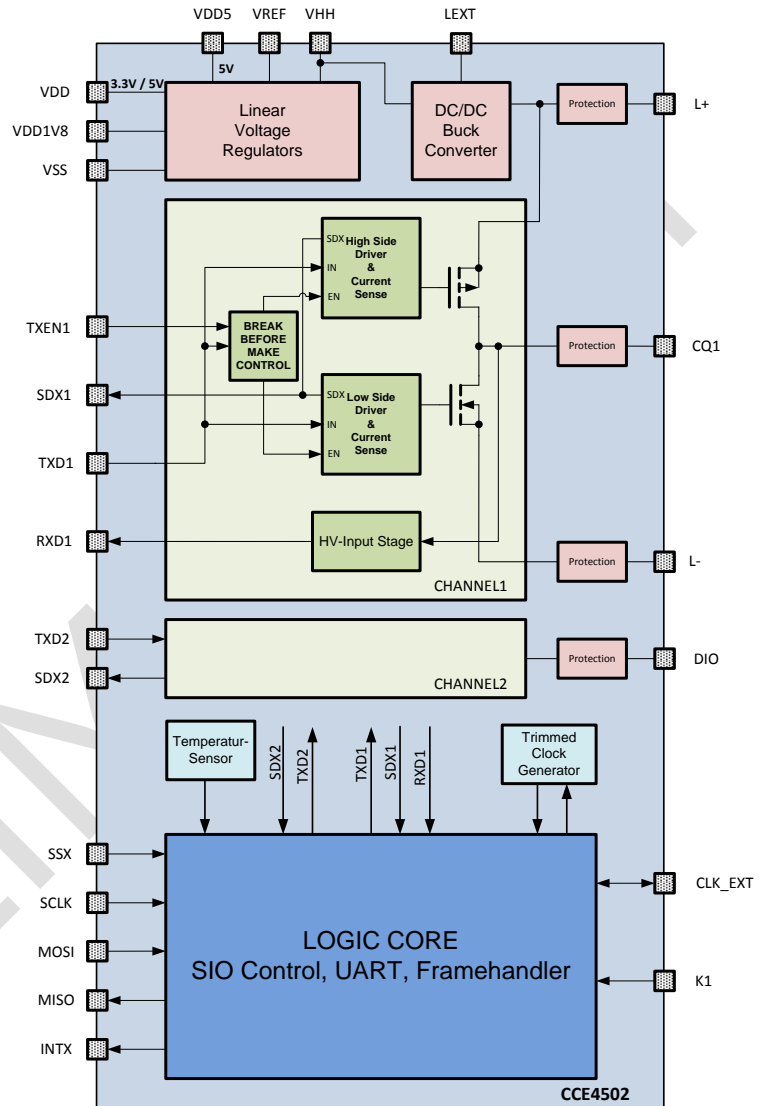 VDD5 VREF VHH LEXT
5V
VDD 3.3V / 5V
VDD1V8
VSS
Linear
Voltage
Regulators
DC/DC
Buck
Converter
Protection
L+
SDX High Side
Driver
IN &
Current
EN Sense
TXEN1
BREAK
BEFORE
MAKE
CONTROL
Protection
CQ1
SDX1
SDX Low Side
Driver
IN &
Current
EN Sense
TXD1
RXD1
HV-Input Stage
Protection
L-
CHANNEL1
TXD2
SDX2
CHANNEL2
Protection
DIO
Temperatur-
Sensor
SDX2
TXD2
TXD1
SDX1
RXD1
Trimmed
Clock
Generator
SSX
SCLK
MOSI
MISO
INTX
LOGIC CORE
SIO Control, UART, Framehandler
CLK_EXT
K1
CCE4502